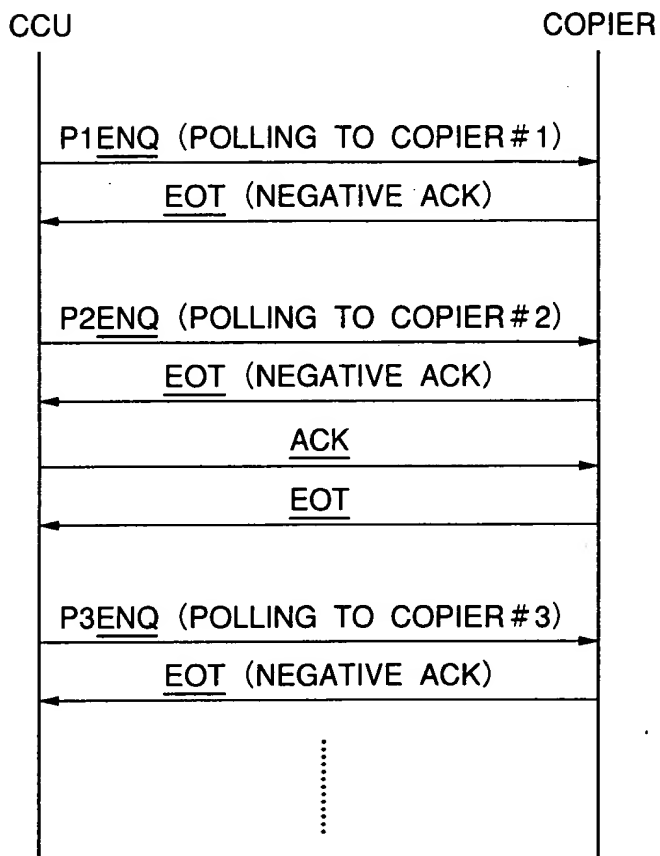 CCU COPIER
P1ENQ (POLLING TO COPIER#1)
EOT (NEGATIVE ACK)
P2ENQ (POLLING TO COPIER#2)
EOT (NEGATIVE ACK)
ACK
EOT
P3ENQ (POLLING TO COPIER#3)
EOT (NEGATIVE ACK)